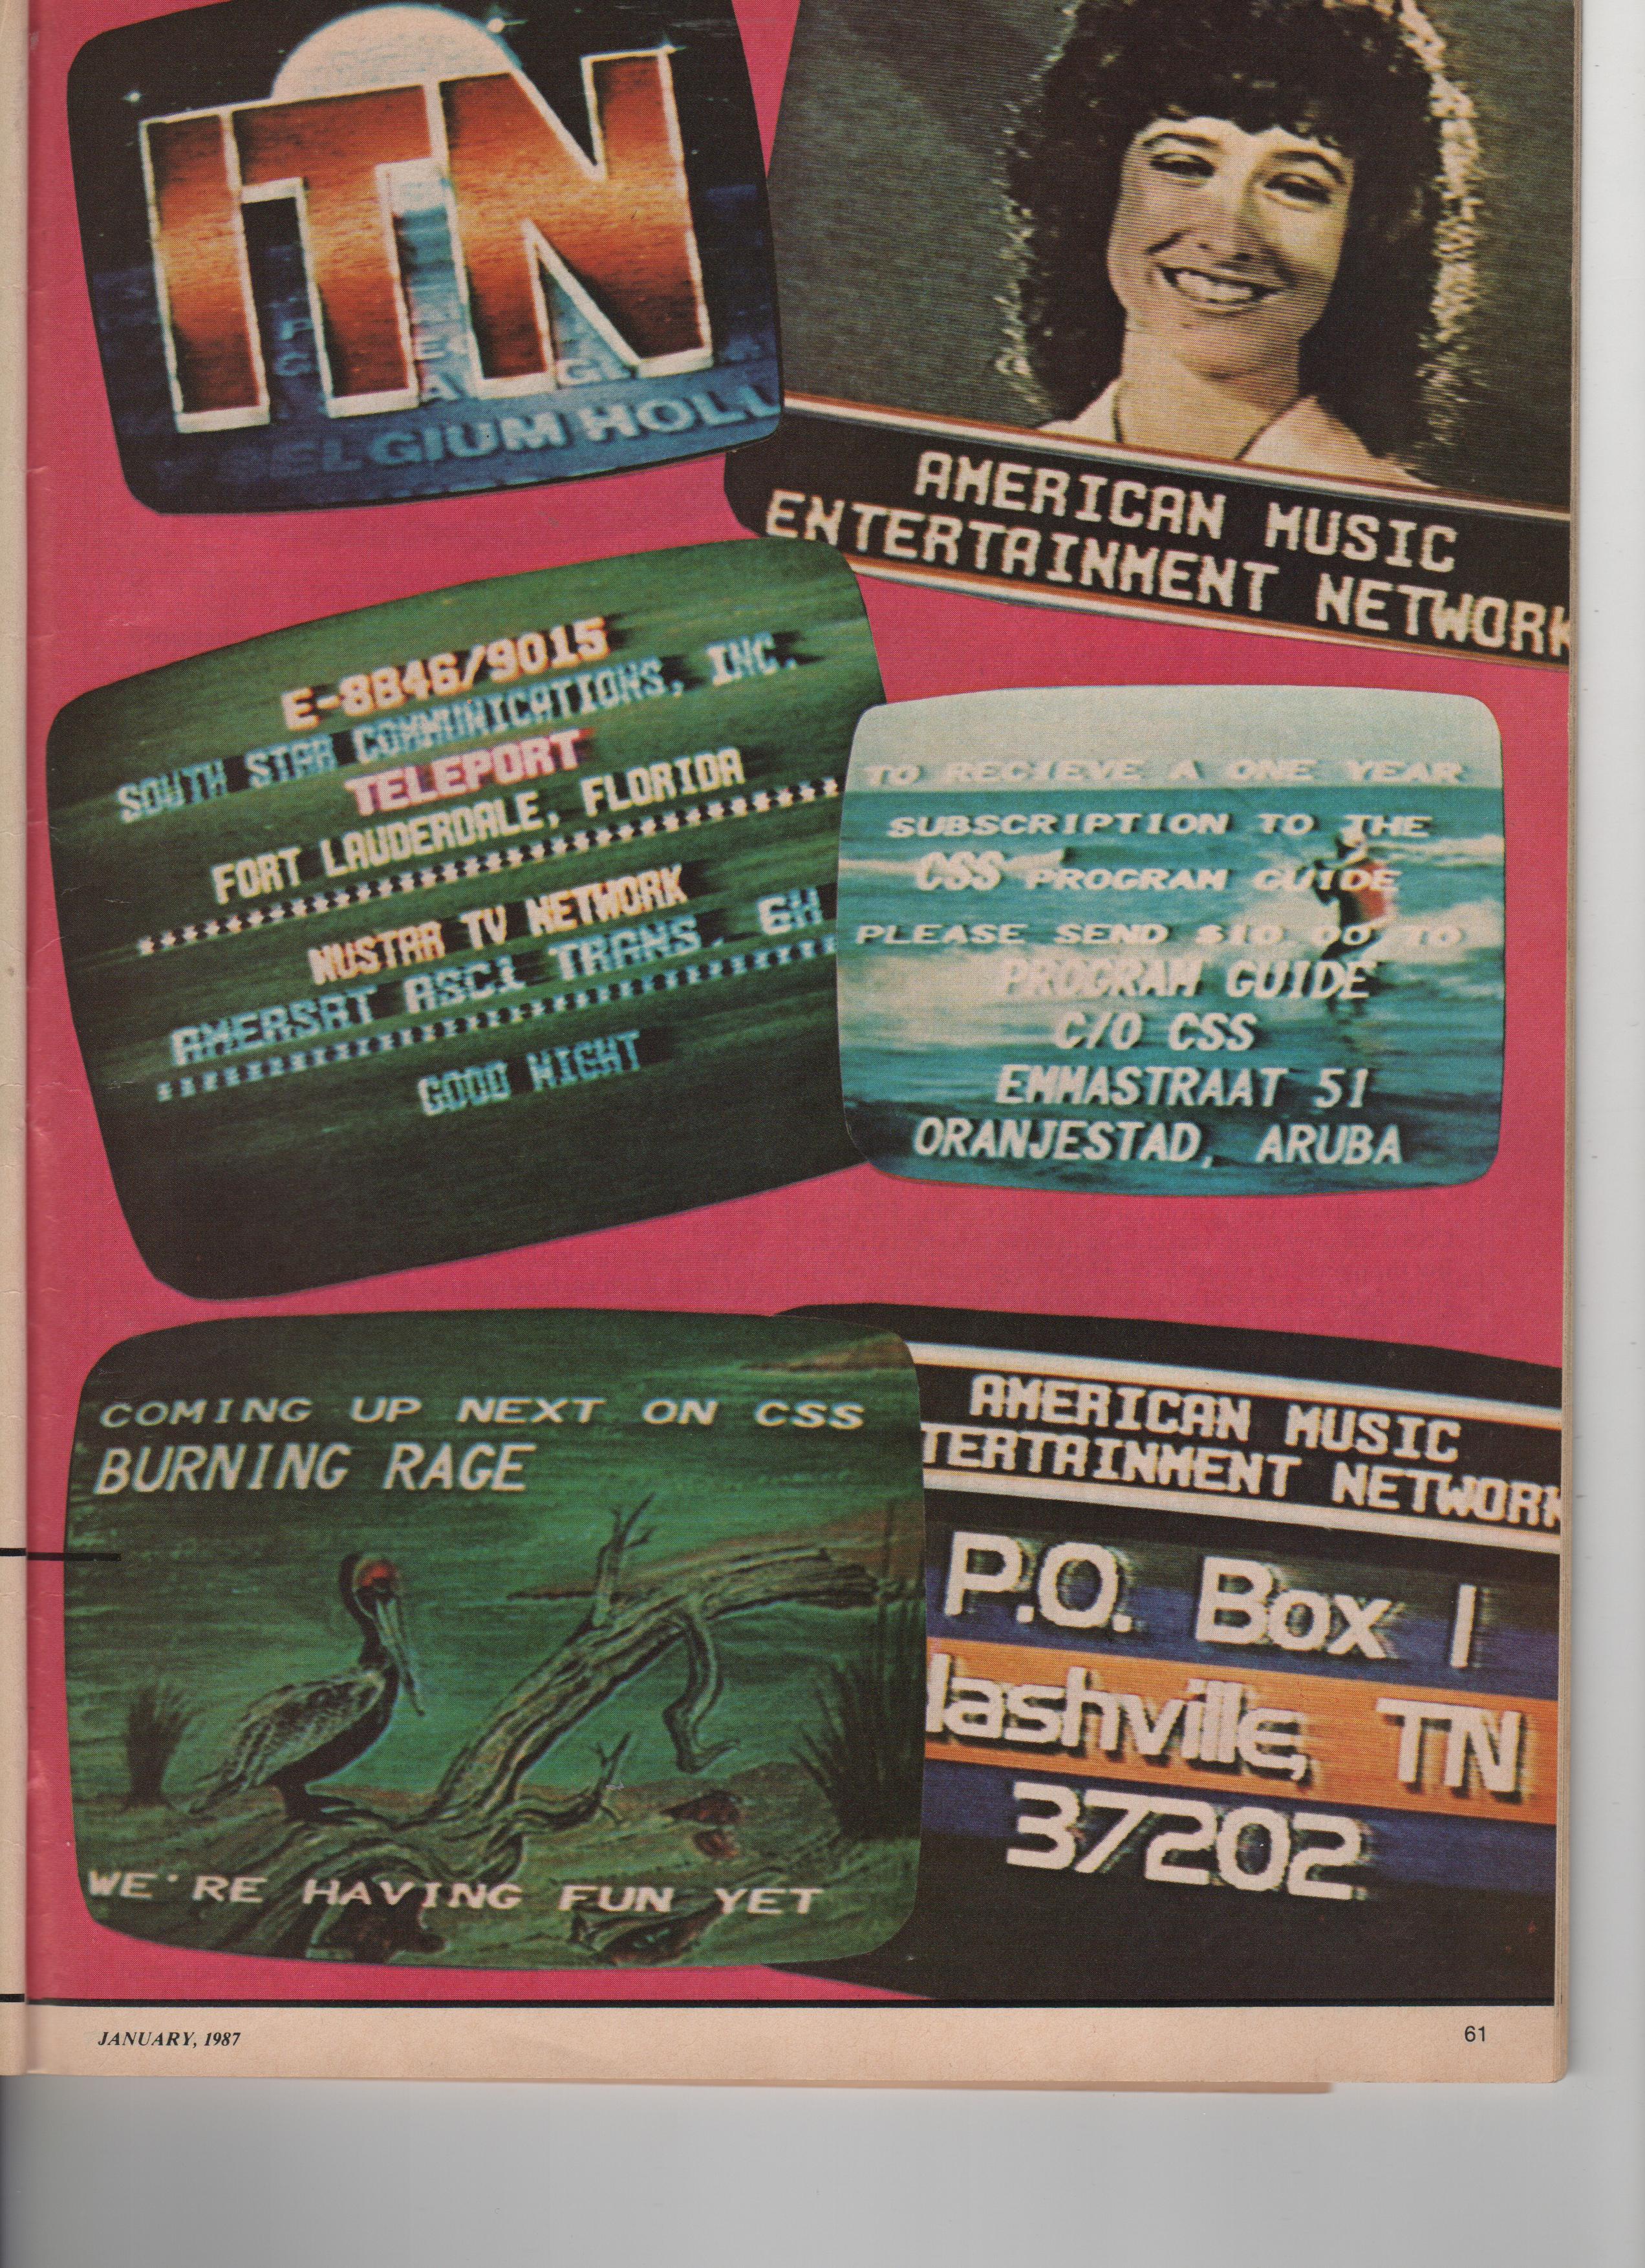 ITN
BELGIUM HOLL
AMERICAN MUSIC
ENTERTAINMENT NETWORK
E-8846/9015
SOUTH STAR COMMUNICATIONS, INC.
TELEPORT
FORT LAUDERDALE, FLORIDA
NUSTAR TV NETWORK
AMERSAT ASCI TRANS. 6H
GOOD NIGHT
TO RECIEVE A ONE YEAR
SUBSCRIPTION TO THE
CSS PROGRAM GUIDE
PLEASE SEND $10.00 TO
PROGRAM GUIDE
C/O CSS
EMMASTRAAT 51
ORANJESTAD, ARUBA
COMING UP NEXT ON CSS
BURNING RAGE
WE'RE HAVING FUN YET
AMERICAN MUSIC
TERTAINMENT NETWORK
P.O. Box 1
Nashville, TN
37202
JANUARY, 1987
61